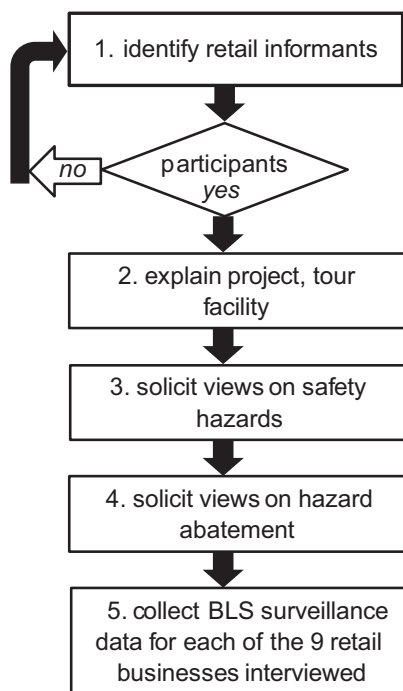 1. identify retail informants
participants
no
yes
2. explain project, tour
facility
3. solicit views on safety
hazards
4. solicit views on hazard
abatement
5. collect BLS surveillance
data for each of the 9 retail
businesses interviewed